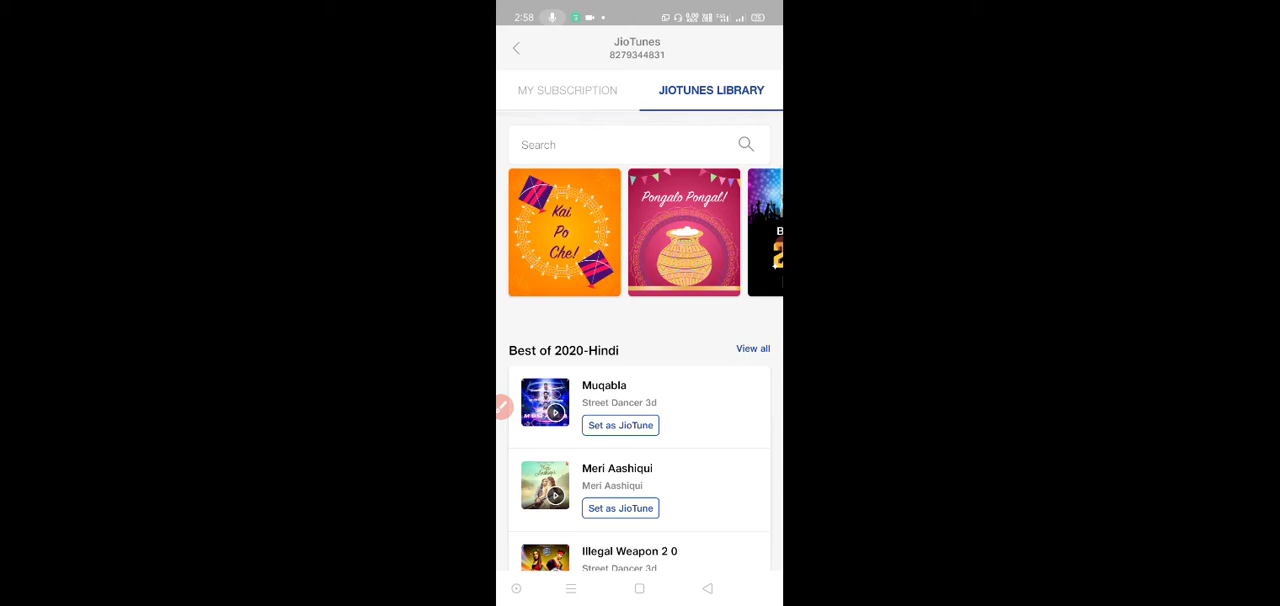 2:58
JioTunes
8279344831
MY SUBSCRIPTION
JIOTUNES LIBRARY
Search
Kai
Po
Che!
Pongalo Pongal!
Best of 2020-Hindi
View all
Muqabla
Street Dancer 3d
Set as JioTune
Meri Aashiqui
Meri Aashiqui
Set as JioTune
Illegal Weapon 2 0
Street Dancer 3d